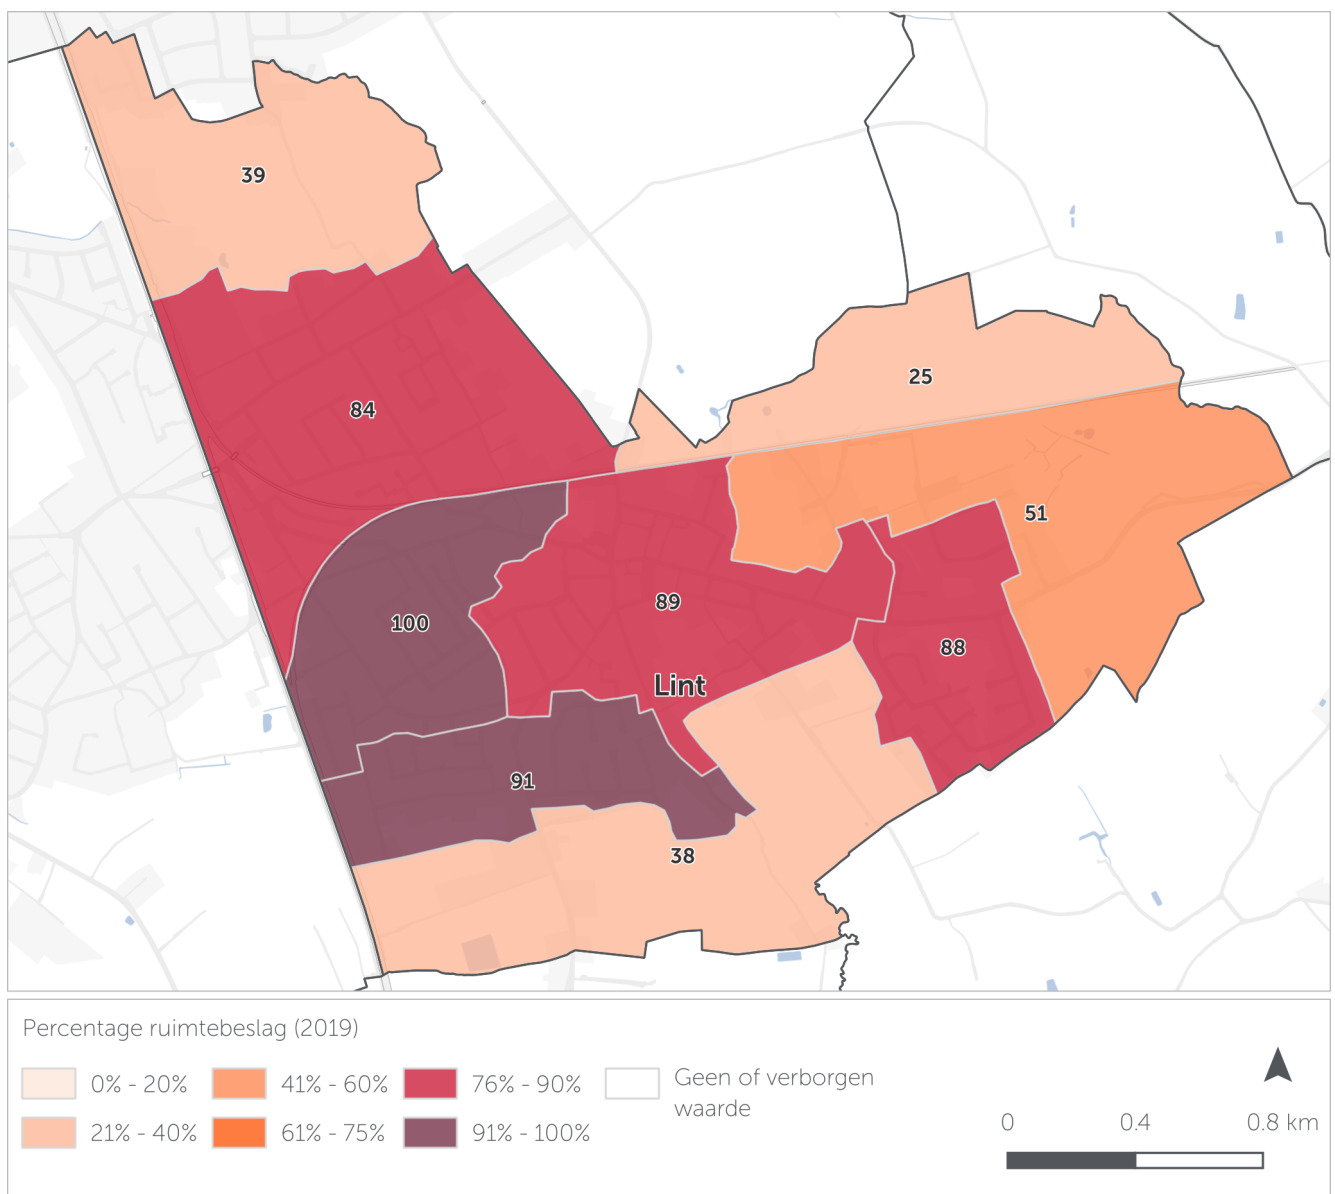 39
25
84
51
89
100
88
Lint
91
38
Percentage ruimtebeslag (2019)
0% - 20%
41% - 60%
76% - 90%
Geen of verborgen
waarde
21% - 40%
61% - 75%
91% - 100%
0 0.4 0.8 km